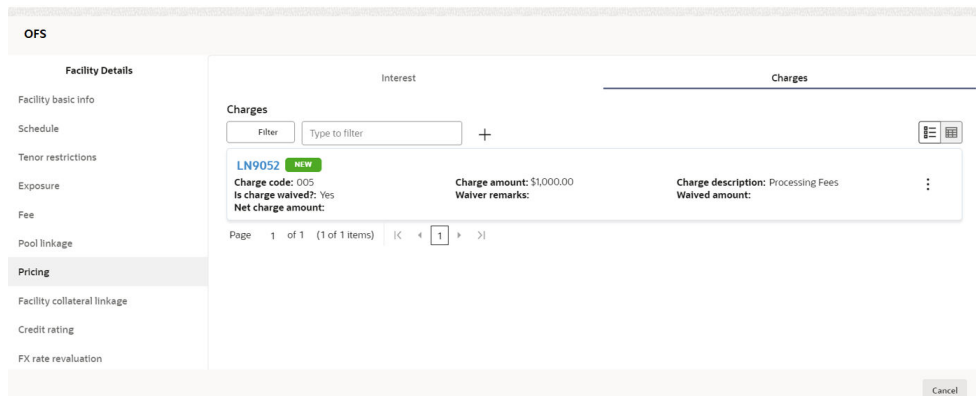 OFS
Facility Details
Facility basic info
Schedule
Tenor restrictions
Exposure
Fee
Pool linkage
Pricing
Facility collateral linkage
Credit rating
FX rate revaluation
Interest
Charges
Charges
Filter
Type to filter
LN9052 NEW
Charge code: 005
Charge amount: $1,000.00
Charge description: Processing Fees
Is charge waived?: Yes
Waiver remarks:
Waived amount:
Net charge amount:
Page 1 of 1 (1 of 1 items) 1
Cancel